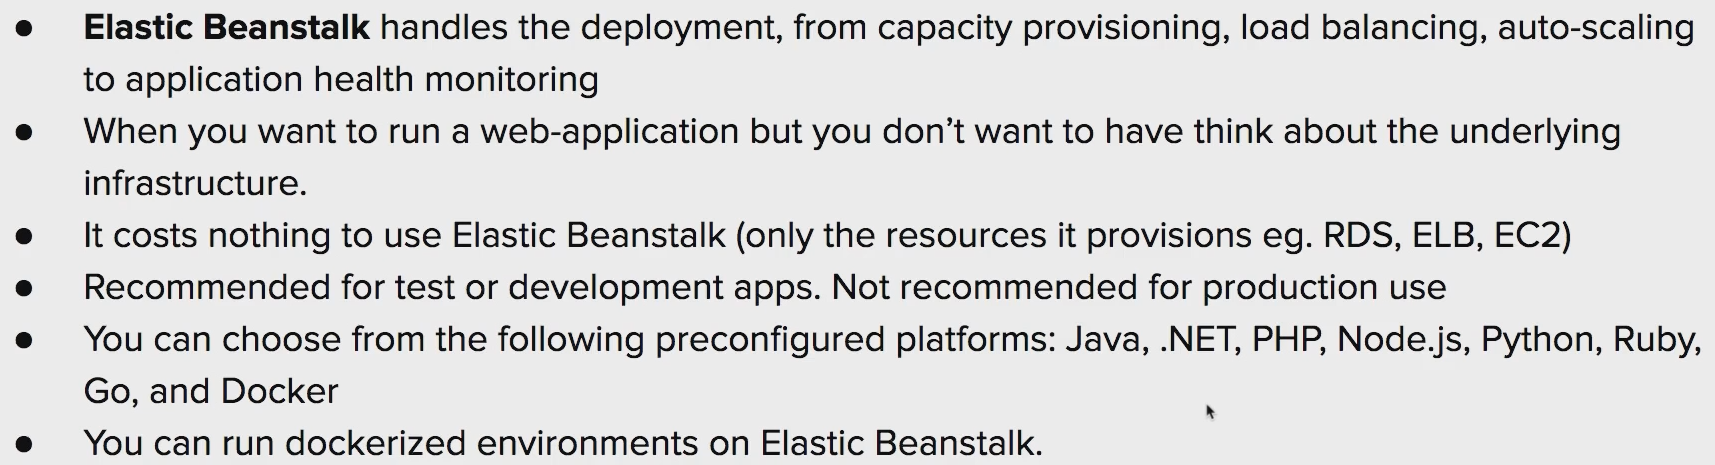 ● Elastic Beanstalk handles the deployment, from capacity provisioning, load balancing, auto-scaling
to application health monitoring
● When you want to run a web-application but you don’t want to have think about the underlying
infrastructure.
● It costs nothing to use Elastic Beanstalk (only the resources it provisions eg. RDS, ELB, EC2)
● Recommended for test or development apps. Not recommended for production use
● You can choose from the following preconfigured platforms: Java, .NET, PHP, Node.js, Python, Ruby,
Go, and Docker
● You can run dockerized environments on Elastic Beanstalk.